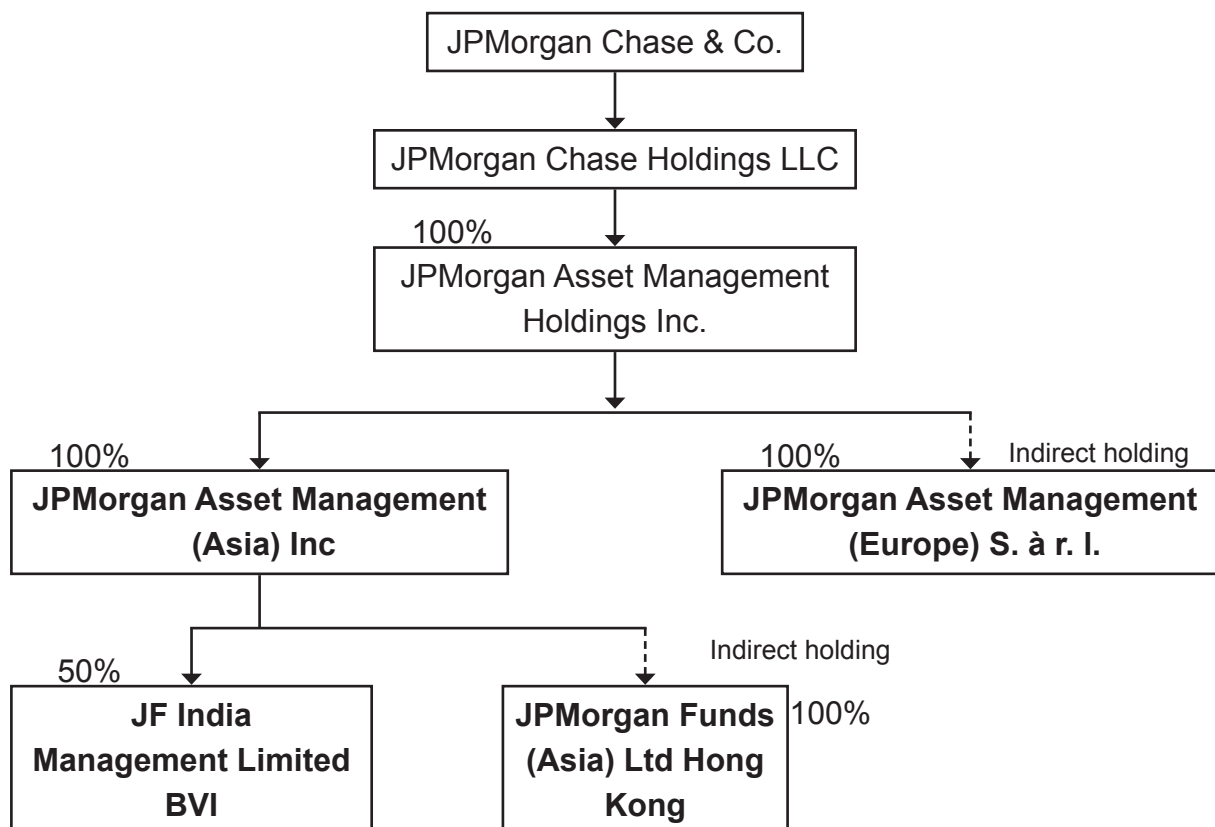 JPMorgan Chase & Co.
JPMorgan Chase Holdings LLC
100%
JPMorgan Asset Management
Holdings Inc.
100%
JPMorgan Asset Management
(Asia) Inc
100%
Indirect holding
JPMorgan Asset Management
(Europe) S. à r. l.
50%
JF India
Management Limited
BVI
Indirect holding
JPMorgan Funds
(Asia) Ltd Hong
Kong
100%